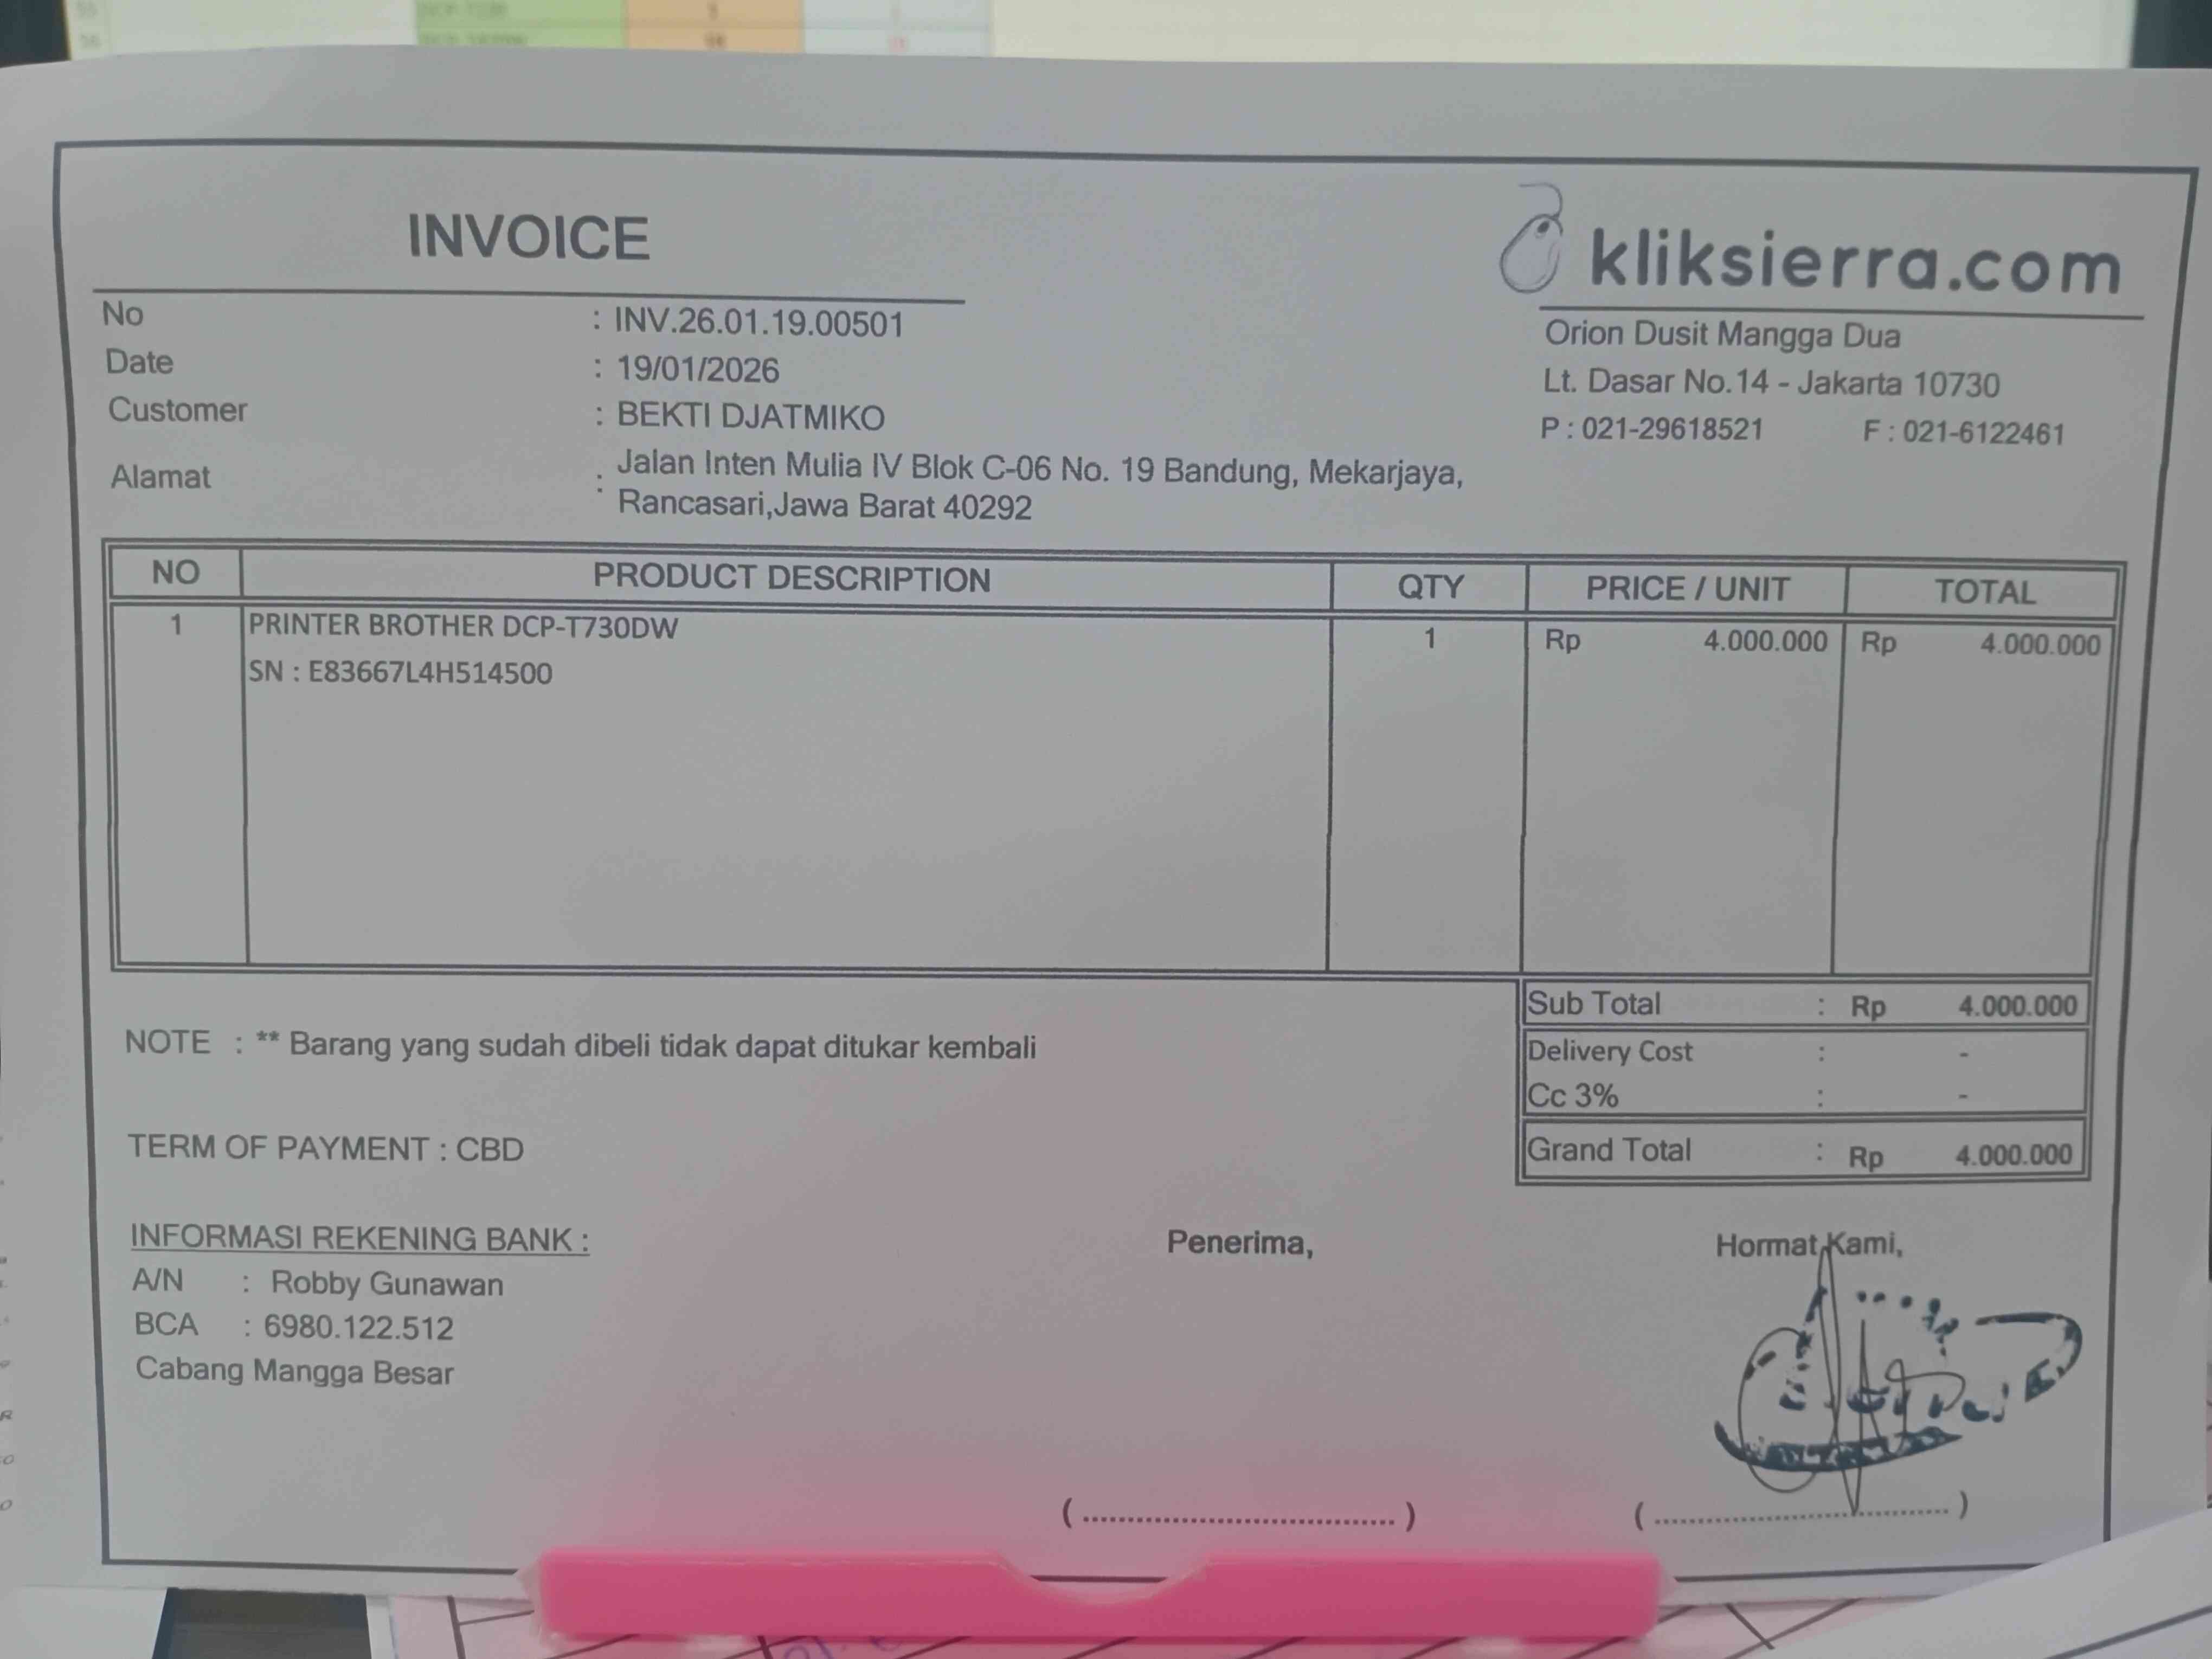 INVOICE
kliksierra.com
Orion Dusit Mangga Dua
Lt. Dasar No.14 - Jakarta 10730
P : 021-29618521 F : 021-6122461
No : INV.26.01.19.00501
Date : 19/01/2026
Customer : BEKTI DJATMIKO
Alamat : Jalan Inten Mulia IV Blok C-06 No. 19 Bandung, Mekarjaya,
Rancasari,Jawa Barat 40292
NO PRODUCT DESCRIPTION QTY PRICE / UNIT TOTAL
1 PRINTER BROTHER DCP-T730DW 1 Rp 4.000.000 Rp 4.000.000
SN : E83667L4H514500
Sub Total : Rp 4.000.000
NOTE : ** Barang yang sudah dibeli tidak dapat ditukar kembali
Delivery Cost : -
Cc 3% : -
TERM OF PAYMENT : CBD
Grand Total : Rp 4.000.000
INFORMASI REKENING BANK :
A/N : Robby Gunawan
BCA : 6980.122.512
Cabang Mangga Besar
Penerima,
Hormat Kami,
(....................................)
(....................................)